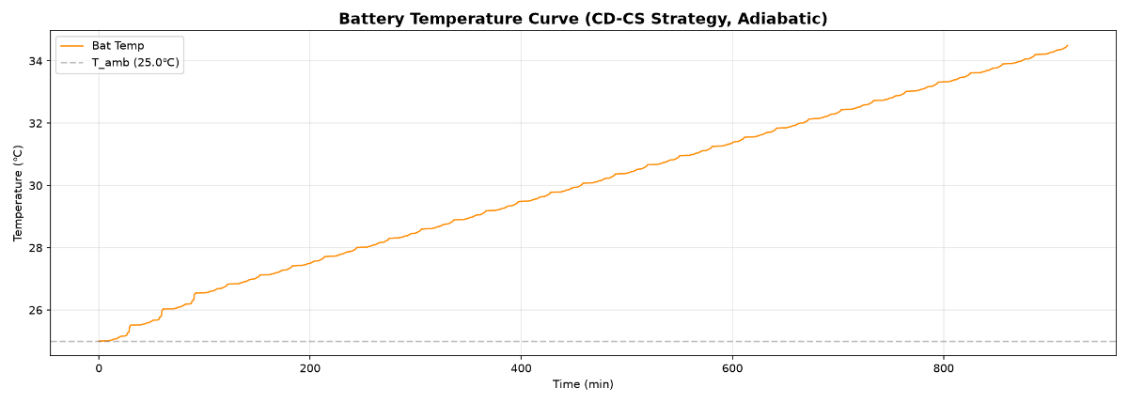 Battery Temperature Curve (CD-CS Strategy, Adiabatic)
Bat Temp
T_amb (25.0℃)
Temperature (℃)
34
32
30
28
26
0
200
400
600
800
Time (min)